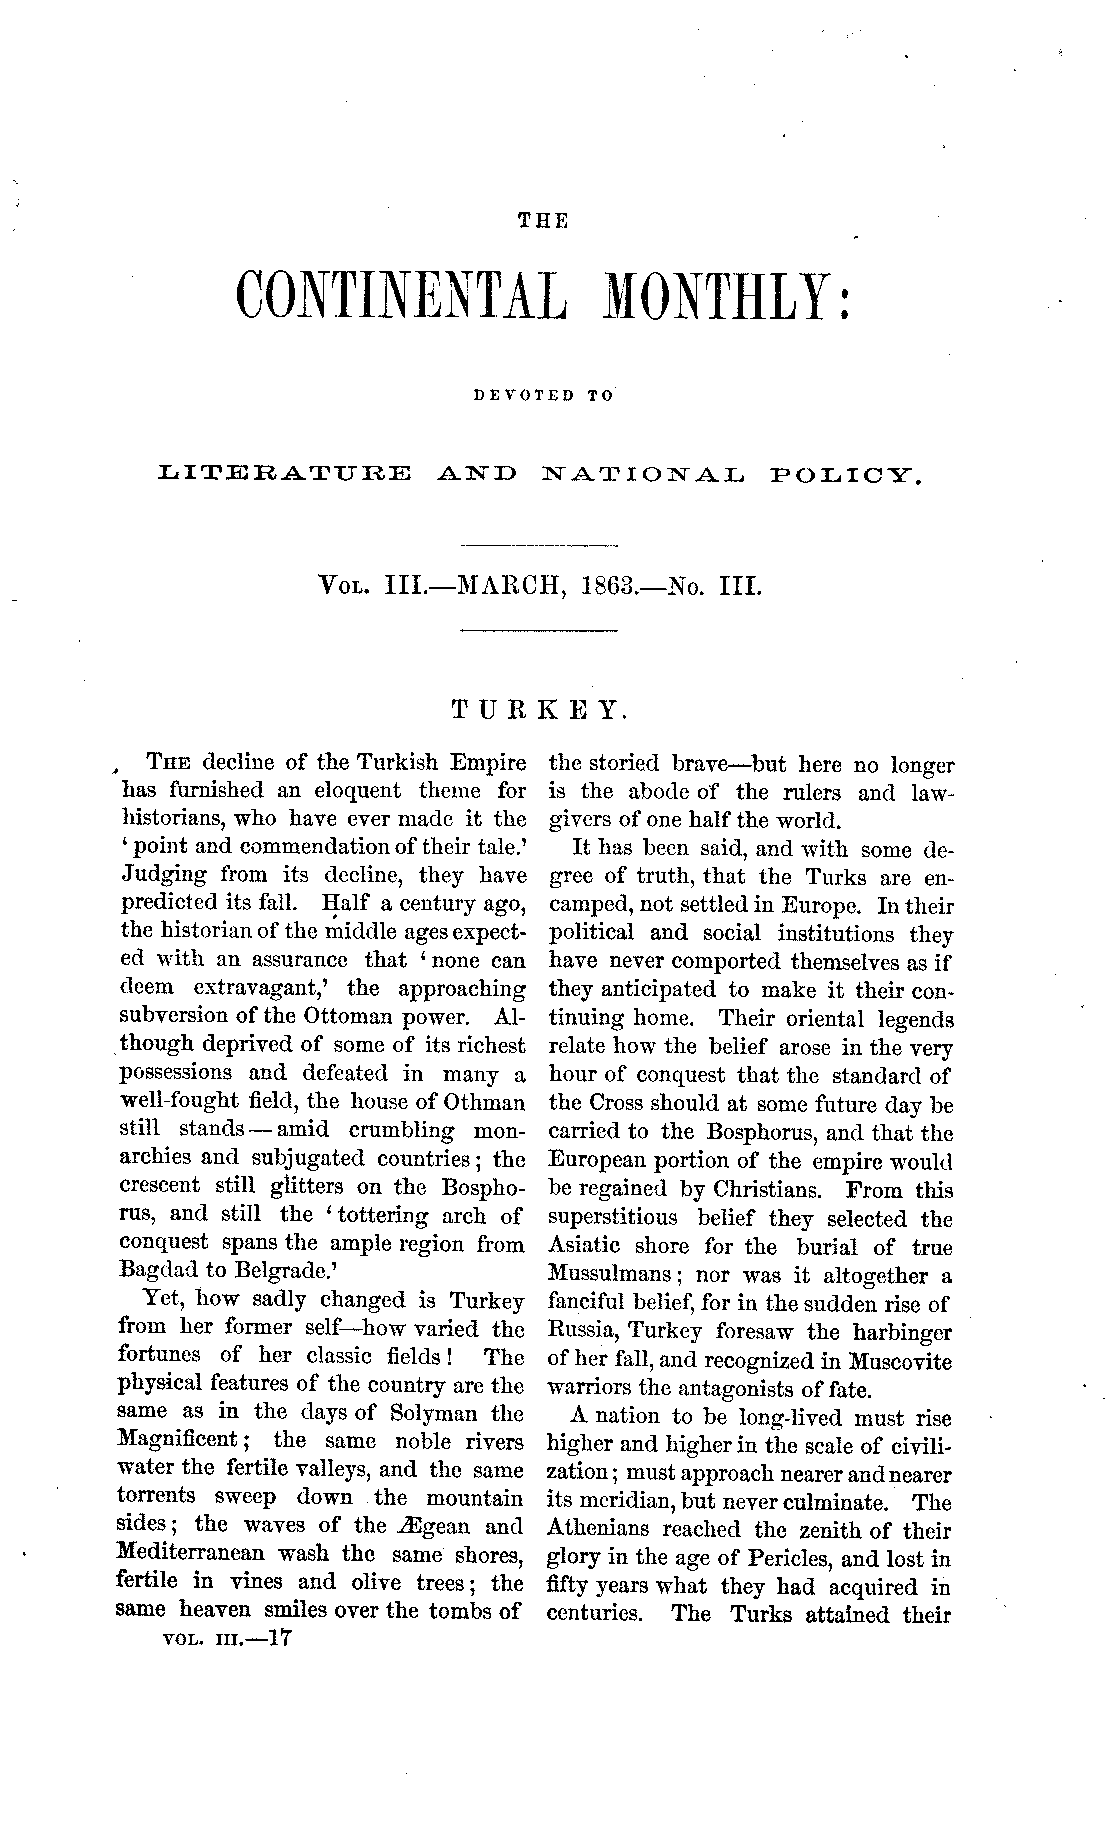 THE
CONTINENTAL MONTHLY:
DEVOTED TO
LITERATURE AND NATIONAL POLICY.
VOL. III.—MARCH, 1863.—No. III.
TURKEY.
THE decline of the Turkish Empire
has furnished an eloquent theme for
historians, who have ever made it the
‘point and commendation of their tale.’
Judging from its decline, they have
predicted its fall. Half a century ago,
the historian of the middle ages expect-
ed with an assurance that ‘none can
deem extravagant,’ the approaching
subversion of the Ottoman power. Al-
though deprived of some of its richest
possessions and defeated in many a
well-fought field, the house of Othman
still stands—amid crumbling mon-
archies and subjugated countries; the
crescent still glitters on the Bospho-
rus, and still the ‘tottering arch of
conquest spans the ample region from
Bagdad to Belgrade.’
Yet, how sadly changed is Turkey
from her former self—how varied the
fortunes of her classic fields! The
physical features of the country are the
same as in the days of Solyman the
Magnificent; the same noble rivers
water the fertile valleys, and the same
torrents sweep down the mountain
sides; the waves of the Ægean and
Mediterranean wash the same shores,
fertile in vines and olive trees; the
same heaven smiles over the tombs of
VOL. III.—17
the storied brave—but here no longer
is the abode of the rulers and law-
givers of one half the world.
It has been said, and with some de-
gree of truth, that the Turks are en-
camped, not settled in Europe. In their
political and social institutions they
have never comported themselves as if
they anticipated to make it their con-
tinuing home. Their oriental legends
relate how the belief arose in the very
hour of conquest that the standard of
the Cross should at some future day be
carried to the Bosphorus, and that the
European portion of the empire would
be regained by Christians. From this
superstitious belief they selected the
Asiatic shore for the burial of true
Mussulmans; nor was it altogether a
fanciful belief, for in the sudden rise of
Russia, Turkey foresaw the harbinger
of her fall, and recognized in Muscovite
warriors the antagonists of fate.
A nation to be long-lived must rise
higher and higher in the scale of civili-
zation; must approach nearer and nearer
its meridian, but never culminate. The
Athenians reached the zenith of their
glory in the age of Pericles, and lost in
fifty years what they had acquired in
centuries. The Turks attained their